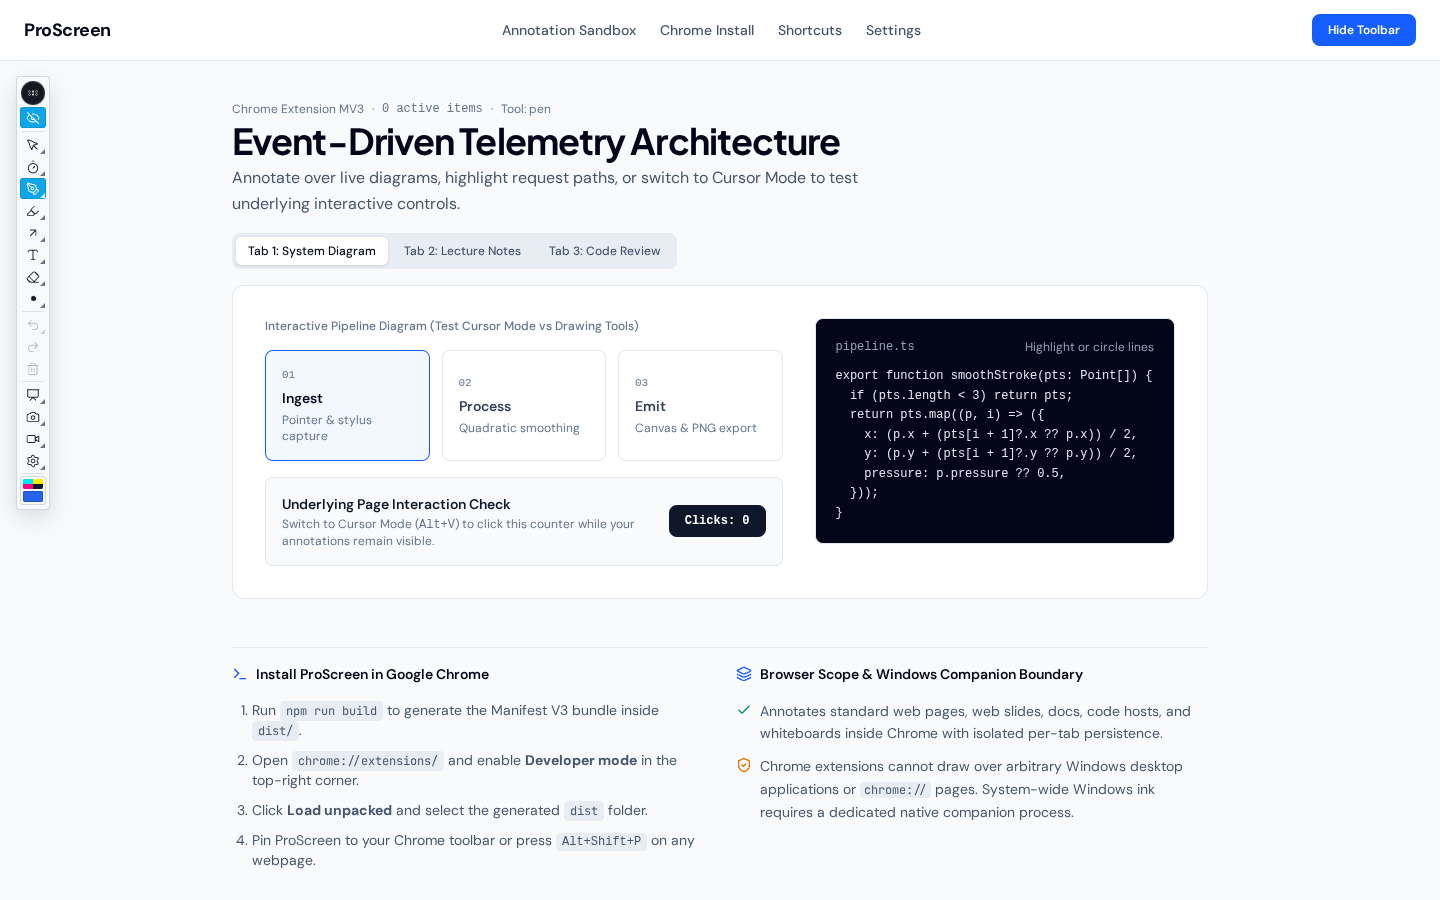 ProScreen
Annotation Sandbox
Chrome Install
Shortcuts
Settings
Hide Toolbar
Chrome Extension MV3 · 0 active items · Tool: pen
Event-Driven Telemetry Architecture
Annotate over live diagrams, highlight request paths, or switch to Cursor Mode to test
underlying interactive controls.
Tab 1: System Diagram
Tab 2: Lecture Notes
Tab 3: Code Review
Interactive Pipeline Diagram (Test Cursor Mode vs Drawing Tools)
01
Ingest
Pointer & stylus
capture
02
Process
Quadratic smoothing
03
Emit
Canvas & PNG export
Underlying Page Interaction Check
Switch to Cursor Mode (Alt+V) to click this counter while your
annotations remain visible.
Clicks: 0
pipeline.ts
Highlight or circle lines
export function smoothStroke(pts: Point[]) {
  if (pts.length < 3) return pts;
  return pts.map((p, i) => ({
    x: (p.x + (pts[i + 1]?.x ?? p.x)) / 2,
    y: (p.y + (pts[i + 1]?.y ?? p.y)) / 2,
    pressure: p.pressure ?? 0.5,
  }));
}
Install ProScreen in Google Chrome
1. Run npm run build to generate the Manifest V3 bundle inside
dist/.
2. Open chrome://extensions/ and enable Developer mode in the
top-right corner.
3. Click Load unpacked and select the generated dist folder.
4. Pin ProScreen to your Chrome toolbar or press Alt+Shift+P on any
webpage.
Browser Scope & Windows Companion Boundary
Annotates standard web pages, web slides, docs, code hosts, and
whiteboards inside Chrome with isolated per-tab persistence.
Chrome extensions cannot draw over arbitrary Windows desktop
applications or chrome:// pages. System-wide Windows ink
requires a dedicated native companion process.